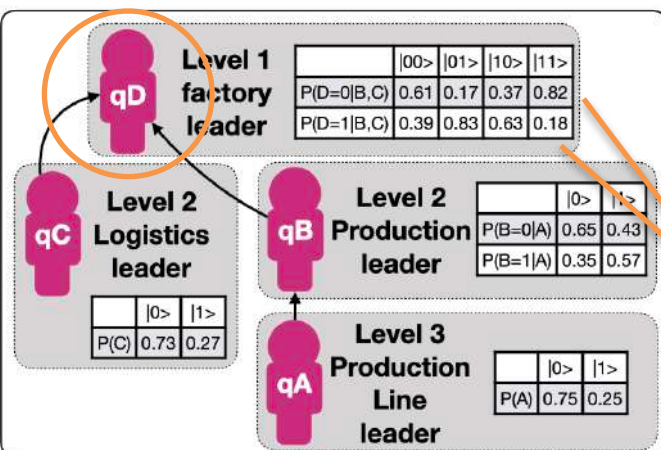 qD
Level 1
factory
leader
|00> |01> |10> |11>
P(D=0|B,C) 0.61 0.17 0.37 0.82
P(D=1|B,C) 0.39 0.83 0.63 0.18
qC
Level 2
Logistics
leader
|0> |1>
P(C) 0.73 0.27
qB
Level 2
Production
leader
|0> |1>
P(B=0|A) 0.65 0.43
P(B=1|A) 0.35 0.57
qA
Level 3
Production
Line
leader
|0> |1>
P(A) 0.75 0.25